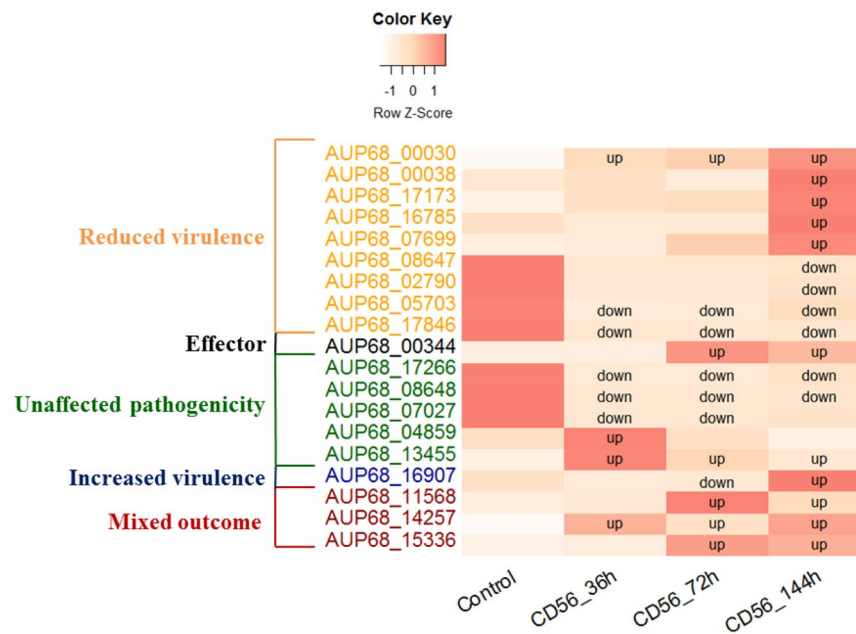 Color Key
-1 0 1
Row Z-Score
Reduced virulence
Effector
Unaffected pathogenicity
Increased virulence
Mixed outcome
AUP68_00030 up up up
AUP68_00038 up
AUP68_17173 up
AUP68_16785 up
AUP68_07699 up
AUP68_08647 down
AUP68_02790 down
AUP68_05703 down down down
AUP68_17846 down down down
AUP68_00344 up up
AUP68_17266 down down down
AUP68_08648 down down down
AUP68_07027 down down
AUP68_04859 up
AUP68_13455 up up up
AUP68_16907 down up
AUP68_11568 up up
AUP68_14257 up up up
AUP68_15336 up up
Control CD56_36h CD56_72h CD56_144h